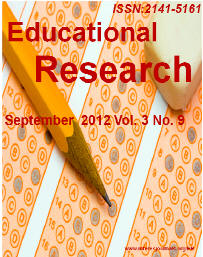 ISSN:2141-5161
Educational
Research
September 2012 Vol. 3 No. 9